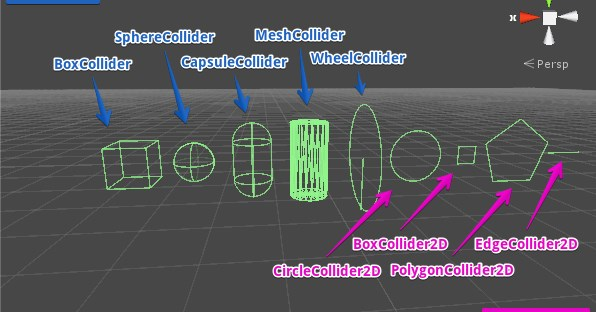 SphereCollider
MeshCollider
BoxCollider
CapsuleCollider
WheelCollider
x
Persp
BoxCollider2D
EdgeCollider2D
CircleCollider2D
PolygonCollider2D